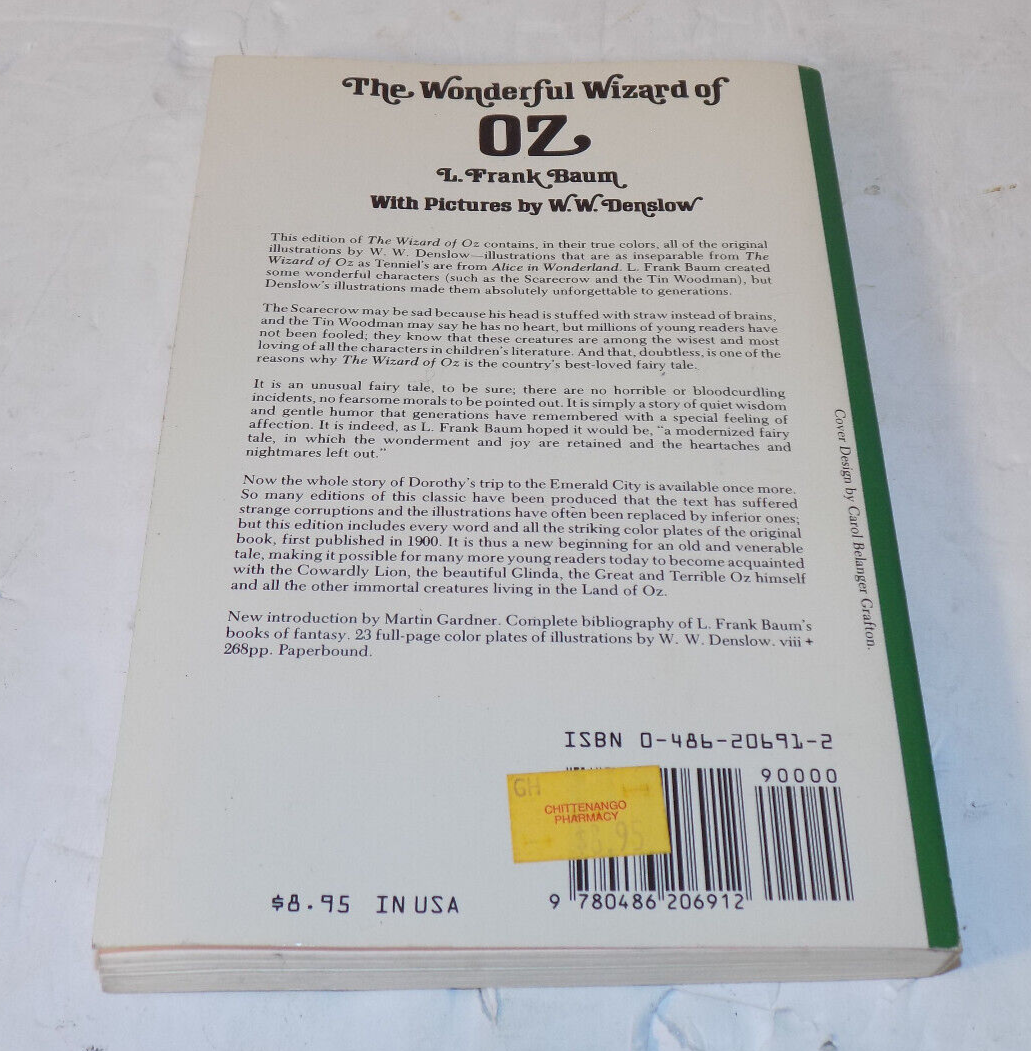 The Wonderful Wizard of
OZ
L. Frank Baum
With Pictures by W. W. Denslow
This edition of The Wizard of Oz contains, in their true colors, all of the original
illustrations by W. W. Denslow—illustrations that are as inseparable from The
Wizard of Oz as Tenniel's are from Alice in Wonderland. L. Frank Baum created
some wonderful characters (such as the Scarecrow and the Tin Woodman), but
Denslow's illustrations made them absolutely unforgettable to generations.
The Scarecrow may be sad because his head is stuffed with straw instead of brains,
and the Tin Woodman may say he has no heart, but millions of young readers have
not been fooled; they know that these creatures are among the wisest and most
loving of all the characters in children's literature. And that, doubtless, is one of the
reasons why The Wizard of Oz is the country's best-loved fairy tale.
It is an unusual fairy tale, to be sure; there are no horrible or bloodcurdling
incidents, no fearsome morals to be pointed out. It is simply a story of quiet wisdom
and gentle humor that generations have remembered with a special feeling of
affection. It is indeed, as L. Frank Baum hoped it would be, "a modernized fairy
tale, in which the wonderment and joy are retained and the heartaches and
nightmares left out."
Now the whole story of Dorothy's trip to the Emerald City is available once more.
So many editions of this classic have been produced that the text has suffered
strange corruptions and the illustrations have often been replaced by inferior ones;
but this edition includes every word and all the striking color plates of the original
book, first published in 1900. It is thus a new beginning for an old and venerable
tale, making it possible for many more young readers today to become acquainted
with the Cowardly Lion, the beautiful Glinda, the Great and Terrible Oz himself
and all the other immortal creatures living in the Land of Oz.
New introduction by Martin Gardner. Complete bibliography of L. Frank Baum's
books of fantasy. 23 full-page color plates of illustrations by W. W. Denslow. viii +
268pp. Paperbound.
Cover Design by Carol Belanger Grafton.
ISBN 0-486-20691-2
90000
GH
CHITTENANGO
PHARMACY
9 780486 206912
$8.95 IN USA